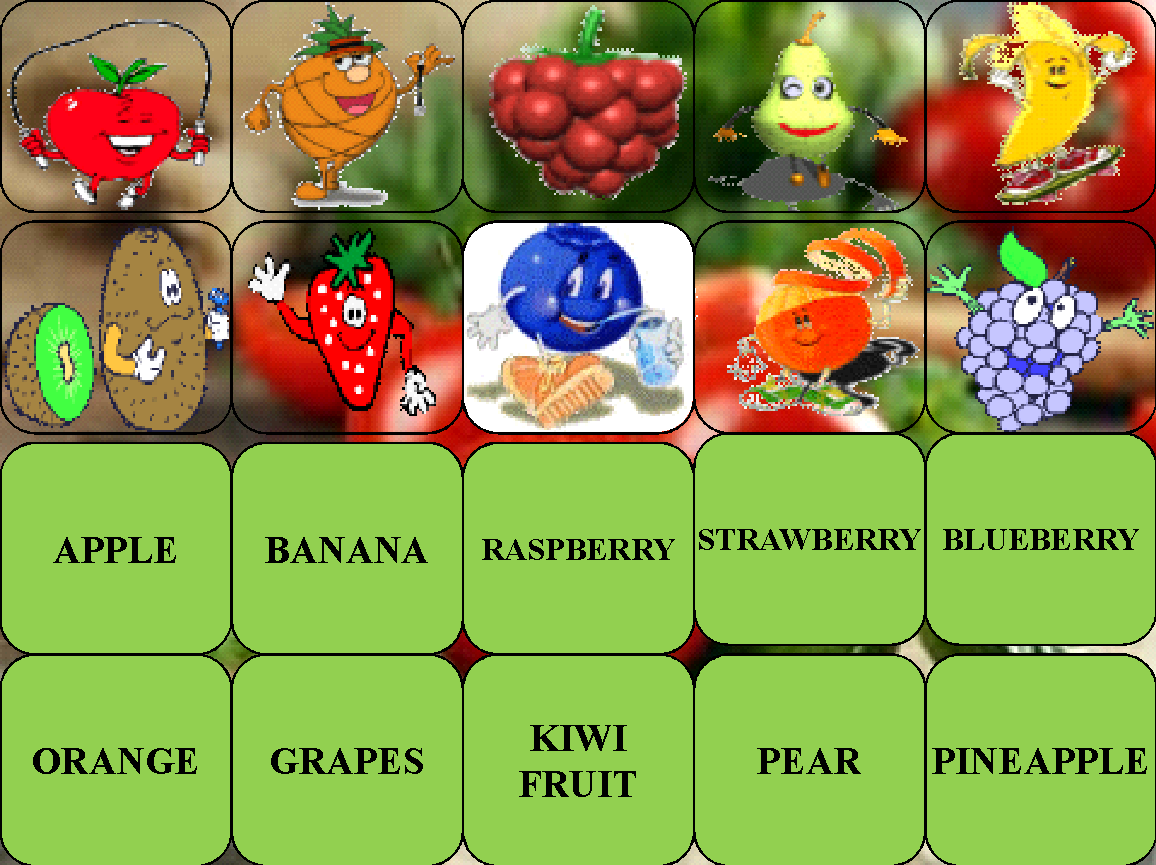 APPLE
BANANA
RASPBERRY
STRAWBERRY
BLUEBERRY
ORANGE
GRAPES
KIWI
FRUIT
PEAR
PINEAPPLE